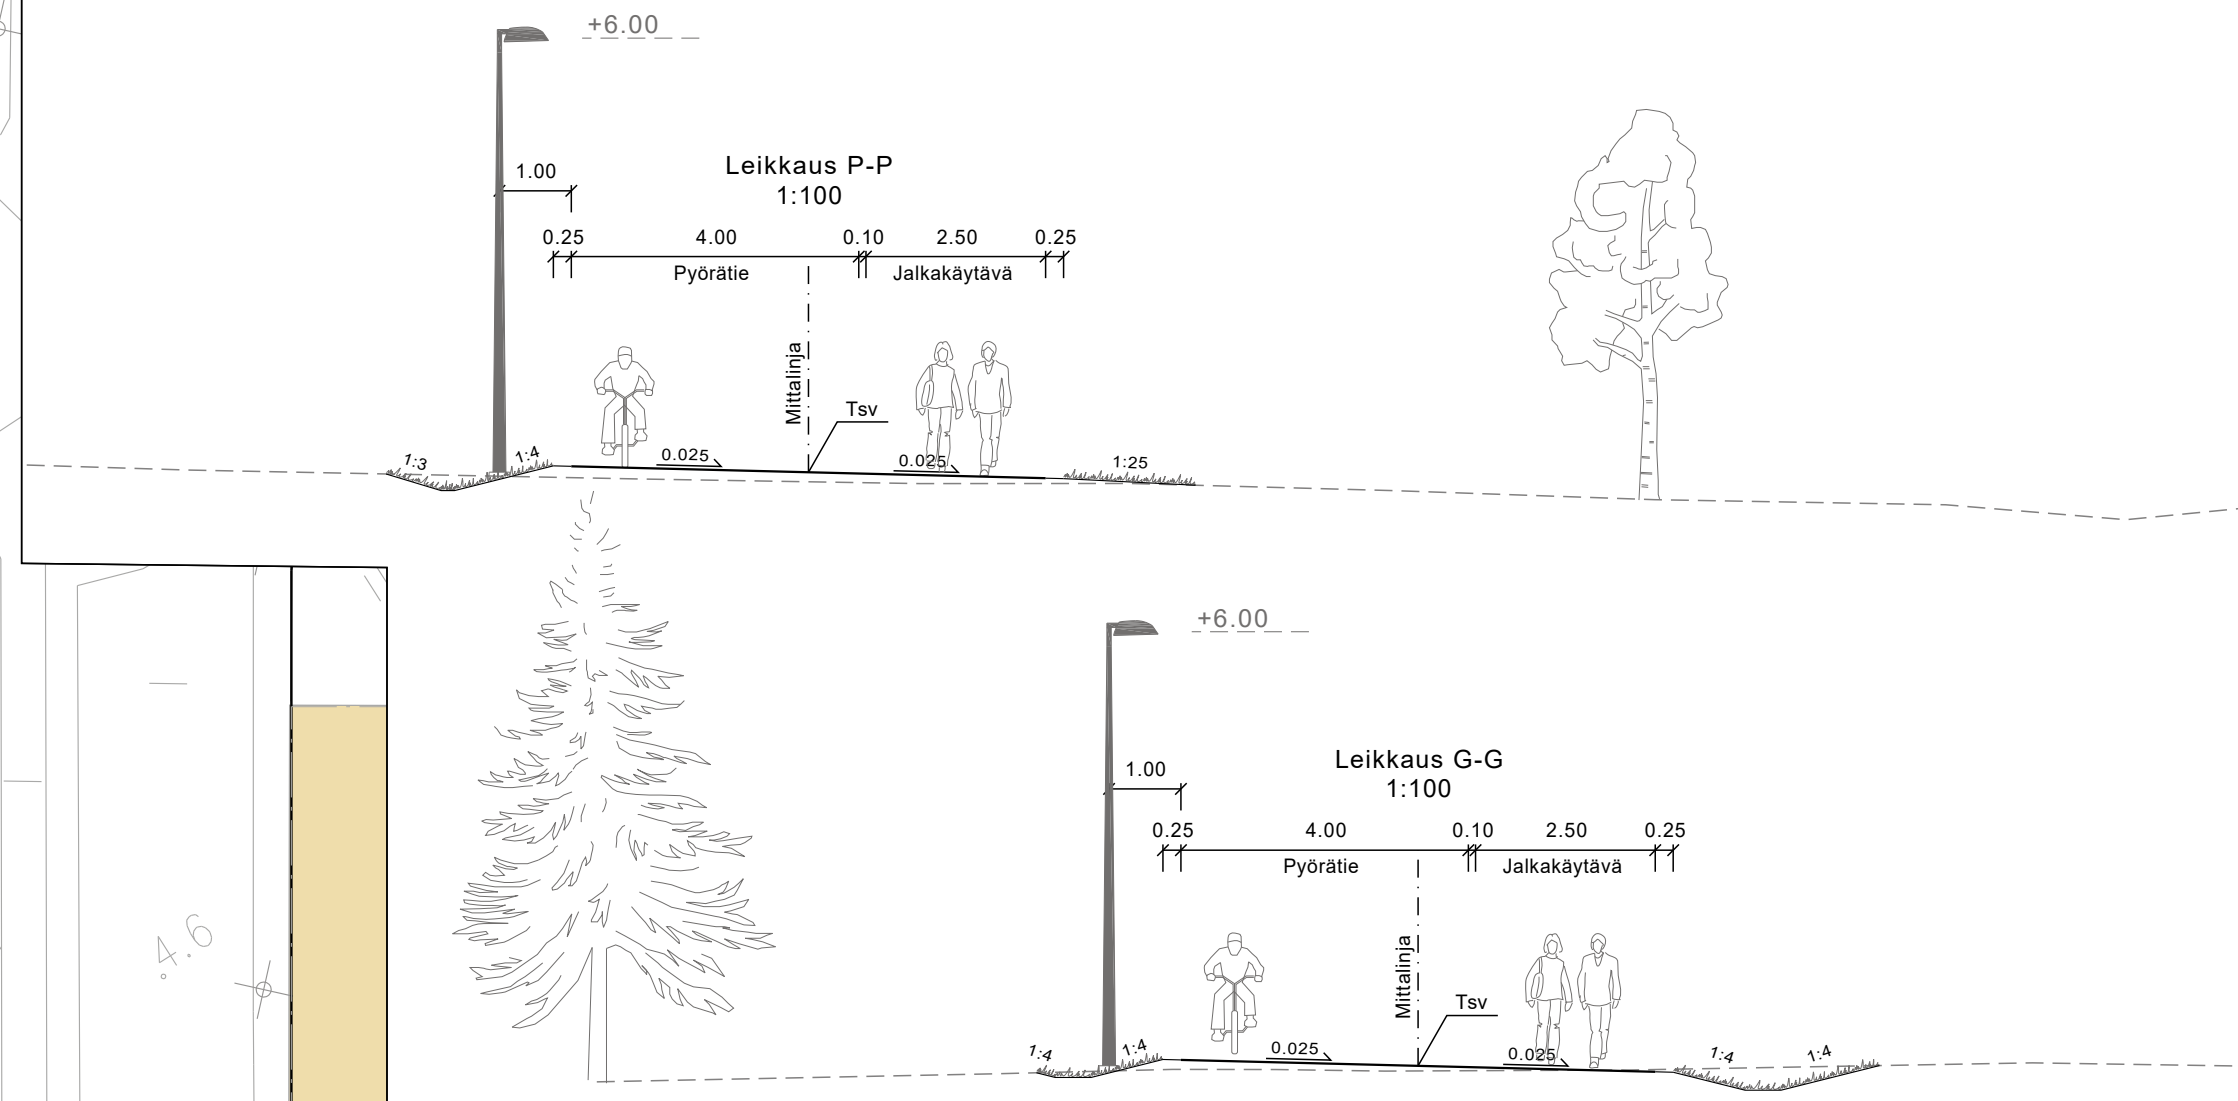 +6.00
Leikkaus P-P
1:100
1.00
0.25 4.00 0.10 2.50 0.25
Pyörätie Jalkakäytävä
Mittalinja
Tsv
1:3 1:4 0.025 0.025 1:25
+6.00
Leikkaus G-G
1:100
1.00
0.25 4.00 0.10 2.50 0.25
Pyörätie Jalkakäytävä
Mittalinja
Tsv
1:4 1:4 0.025 0.025 1:4 1:4
4.6